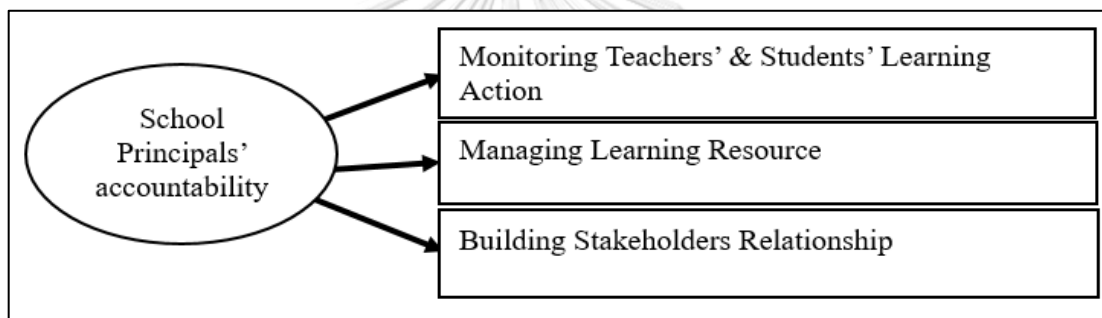 School
Principals’
accountability
Monitoring Teachers’ & Students’ Learning
Action
Managing Learning Resource
Building Stakeholders Relationship